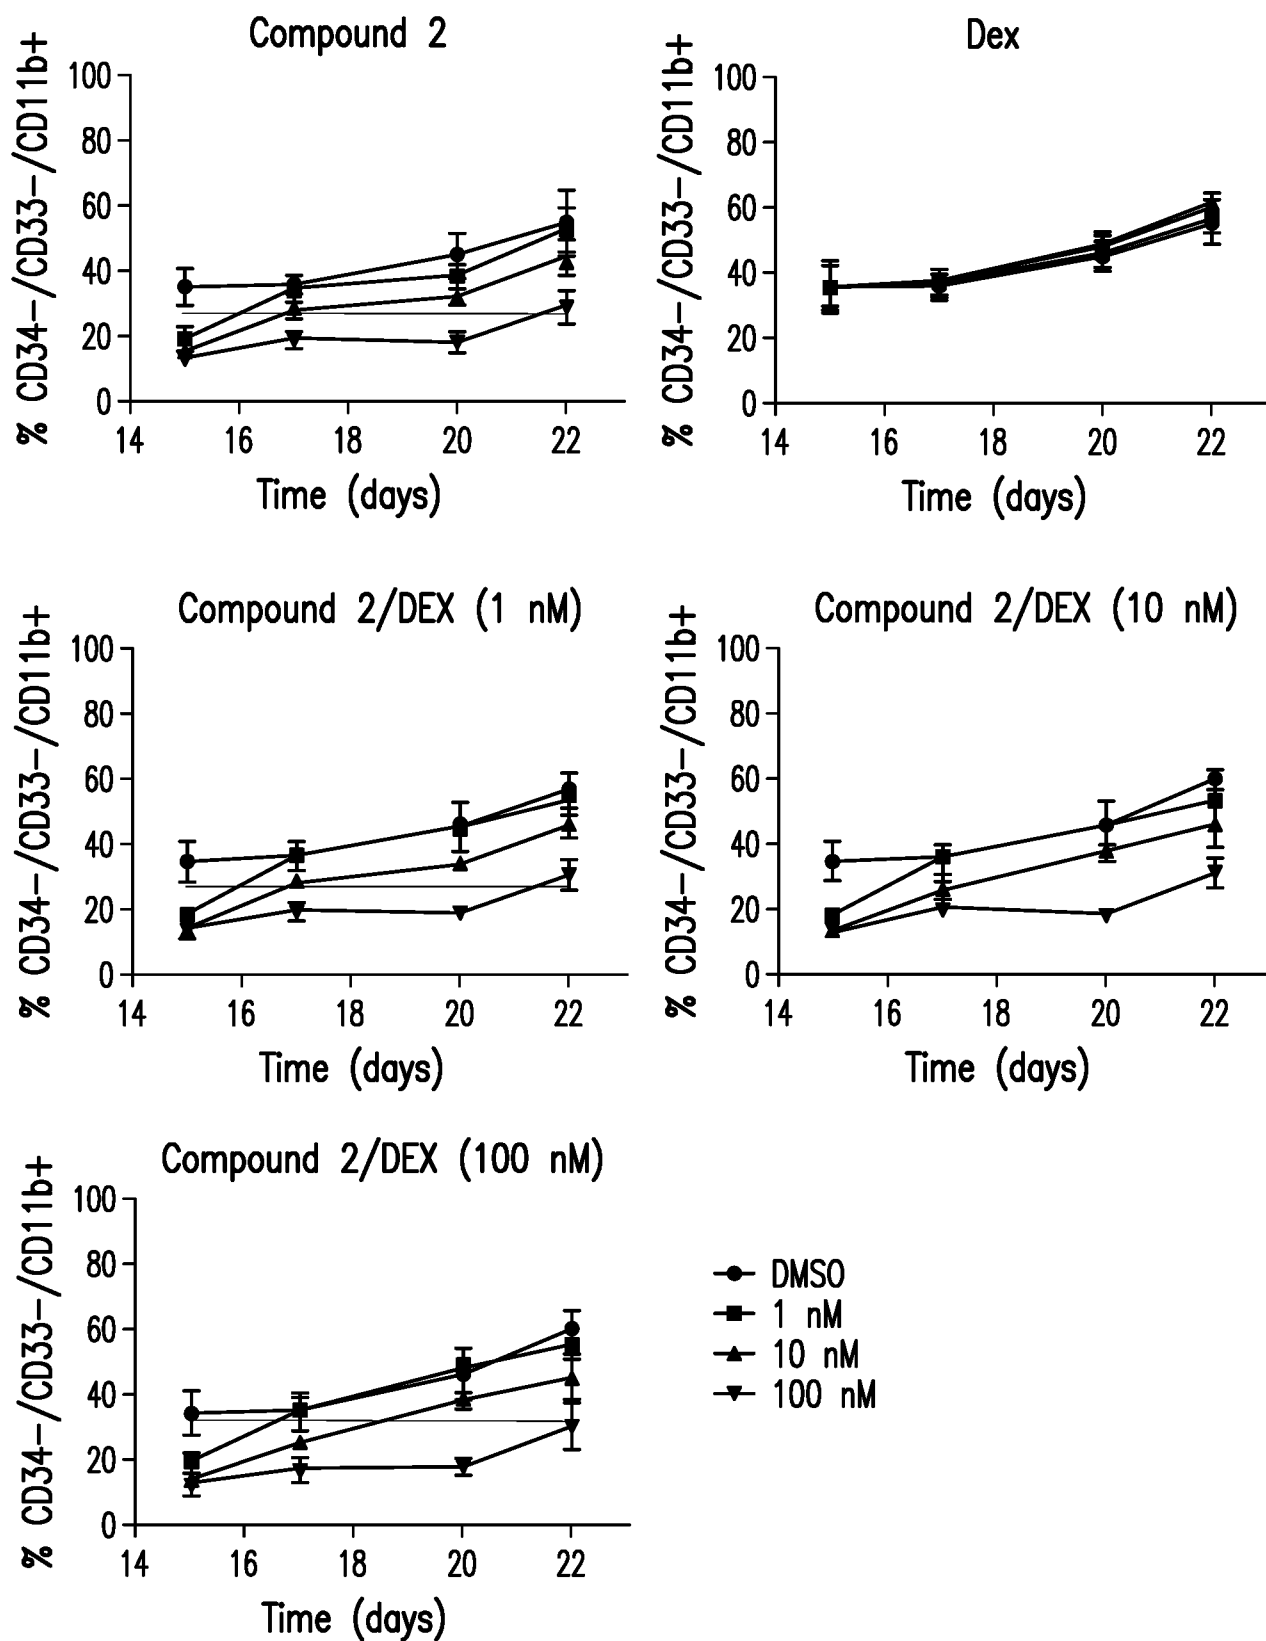 Compound 2
% CD34-/CD33-/CD11b+
100
80
60
40
20
0
14 16 18 20 22
Time (days)
Dex
% CD34-/CD33-/CD11b+
100
80
60
40
20
0
14 16 18 20 22
Time (days)
Compound 2/DEX (1 nM)
% CD34-/CD33-/CD11b+
100
80
60
40
20
0
14 16 18 20 22
Time (days)
Compound 2/DEX (10 nM)
% CD34-/CD33-/CD11b+
100
80
60
40
20
0
14 16 18 20 22
Time (days)
Compound 2/DEX (100 nM)
% CD34-/CD33-/CD11b+
100
80
60
40
20
0
14 16 18 20 22
Time (days)
DMSO
1 nM
10 nM
100 nM